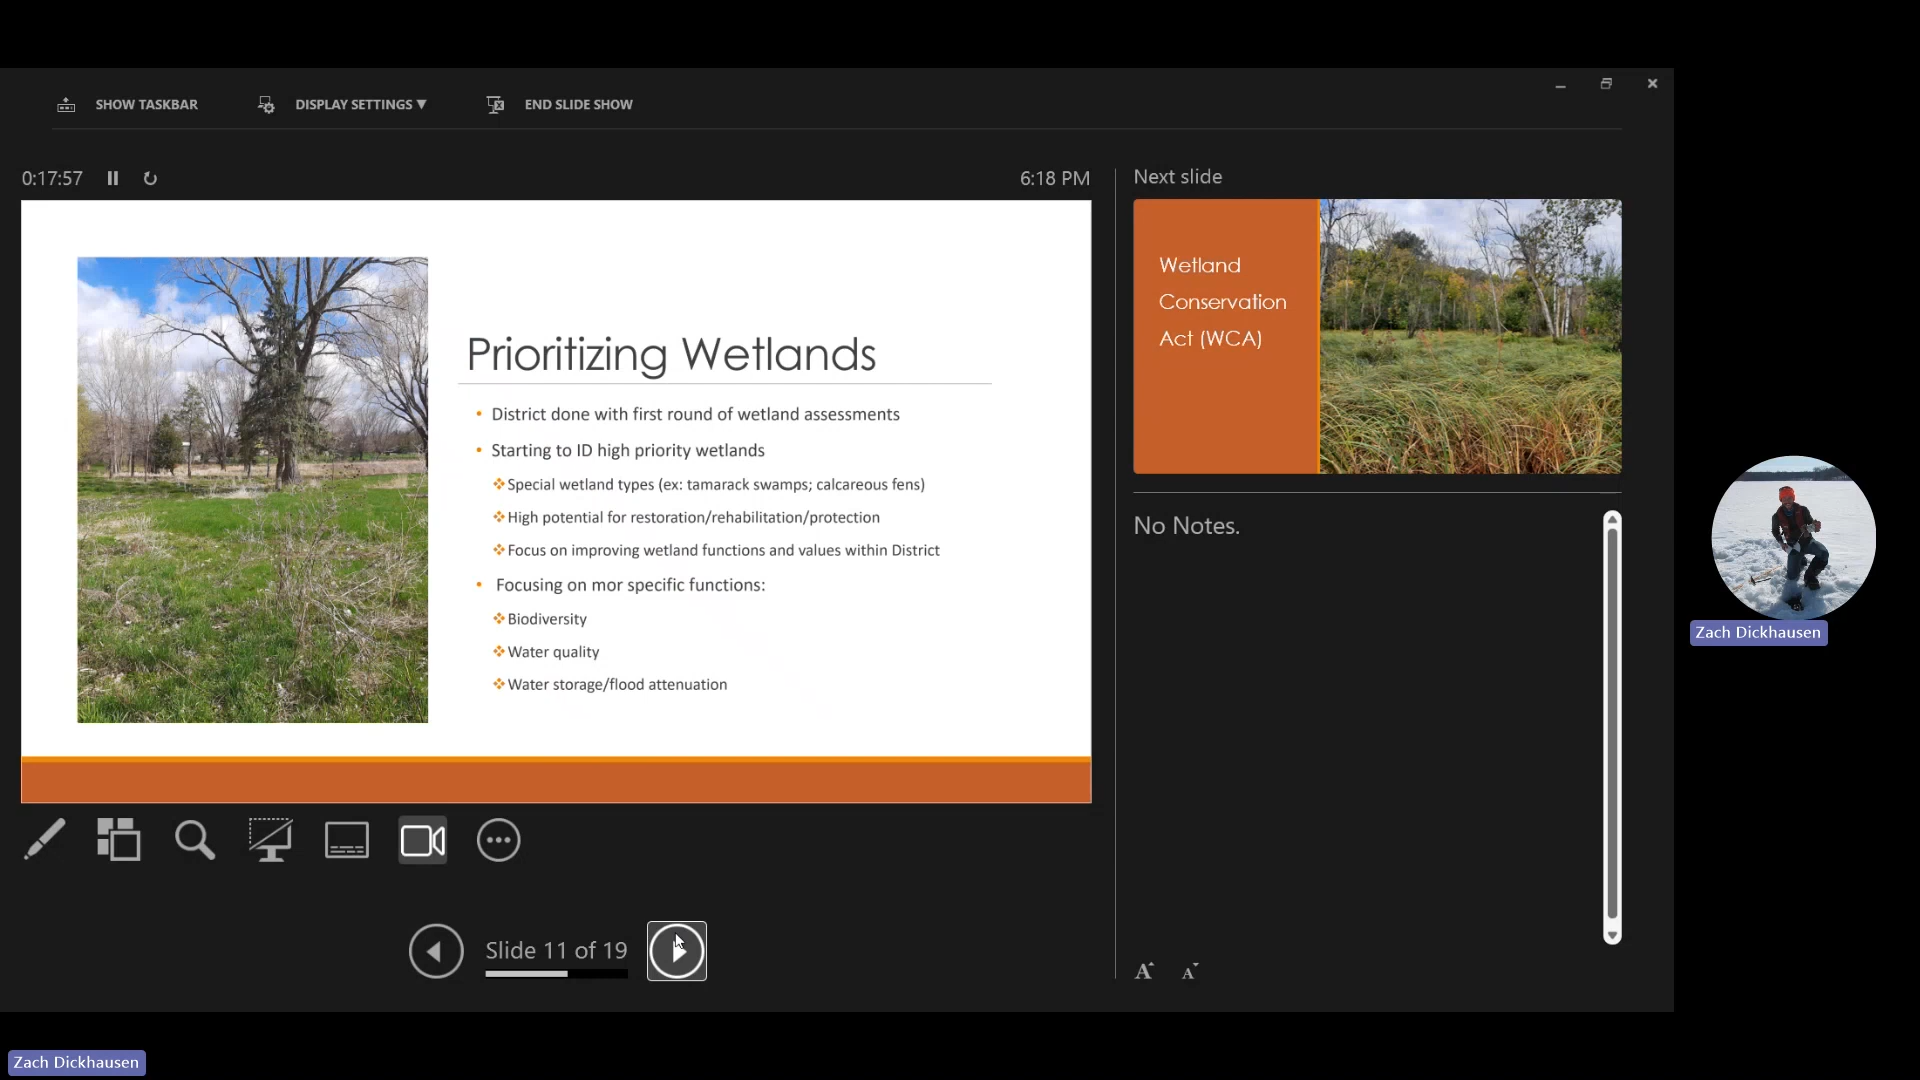 SHOW TASKBAR
DISPLAY SETTINGS ▼
END SLIDE SHOW
0:17:57
6:18 PM
Prioritizing Wetlands
• District done with first round of wetland assessments
• Starting to ID high priority wetlands
❖Special wetland types (ex: tamarack swamps; calcareous fens)
❖High potential for restoration/rehabilitation/protection
❖Focus on improving wetland functions and values within District
• Focusing on mor specific functions:
❖Biodiversity
❖Water quality
❖Water storage/flood attenuation
Slide 11 of 19
Next slide
Wetland
Conservation
Act (WCA)
No Notes.
A A
Zach Dickhausen
Zach Dickhausen